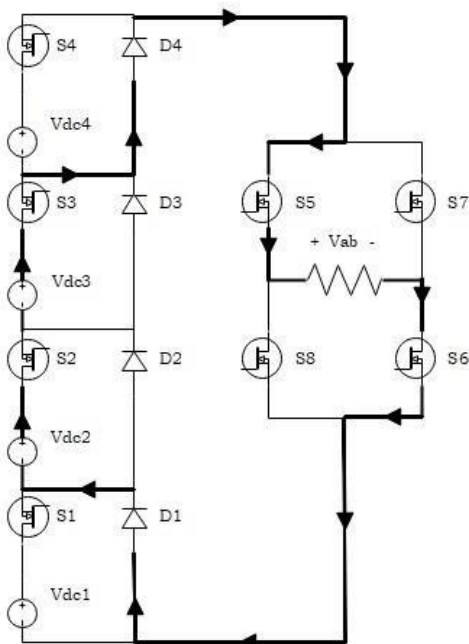 S4 D4
Vdc4
S3 D3 S5 S7
+ Vab -
Vdc3
S2 D2 S8 S6
Vdc2
S1 D1
Vdc1